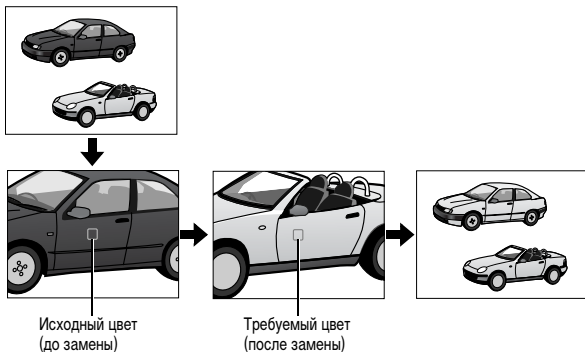 Исходный цвет
(до замены)
Требуемый цвет
(после замены)